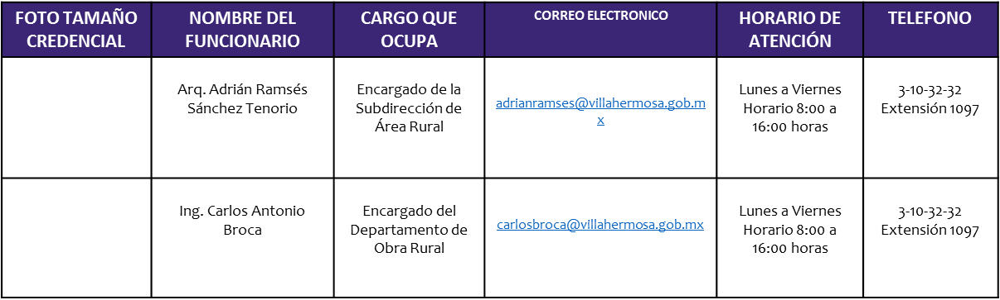 FOTO TAMAÑO
CREDENCIAL
NOMBRE DEL
FUNCIONARIO
CARGO QUE
OCUPA
CORREO ELECTRONICO
HORARIO DE
ATENCIÓN
TELEFONO
Arq. Adrián Ramsés
Sánchez Tenorio
Encargado de la
Subdirección de
Área Rural
adrianramses@villahermosa.gob.m
x
Lunes a Viernes
Horario 8:00 a
16:00 horas
3-10-32-32
Extensión 1097
Ing. Carlos Antonio
Broca
Encargado del
Departamento de
Obra Rural
carlosbroca@villahermosa.gob.mx
Lunes a Viernes
Horario 8:00 a
16:00 horas
3-10-32-32
Extensión 1097